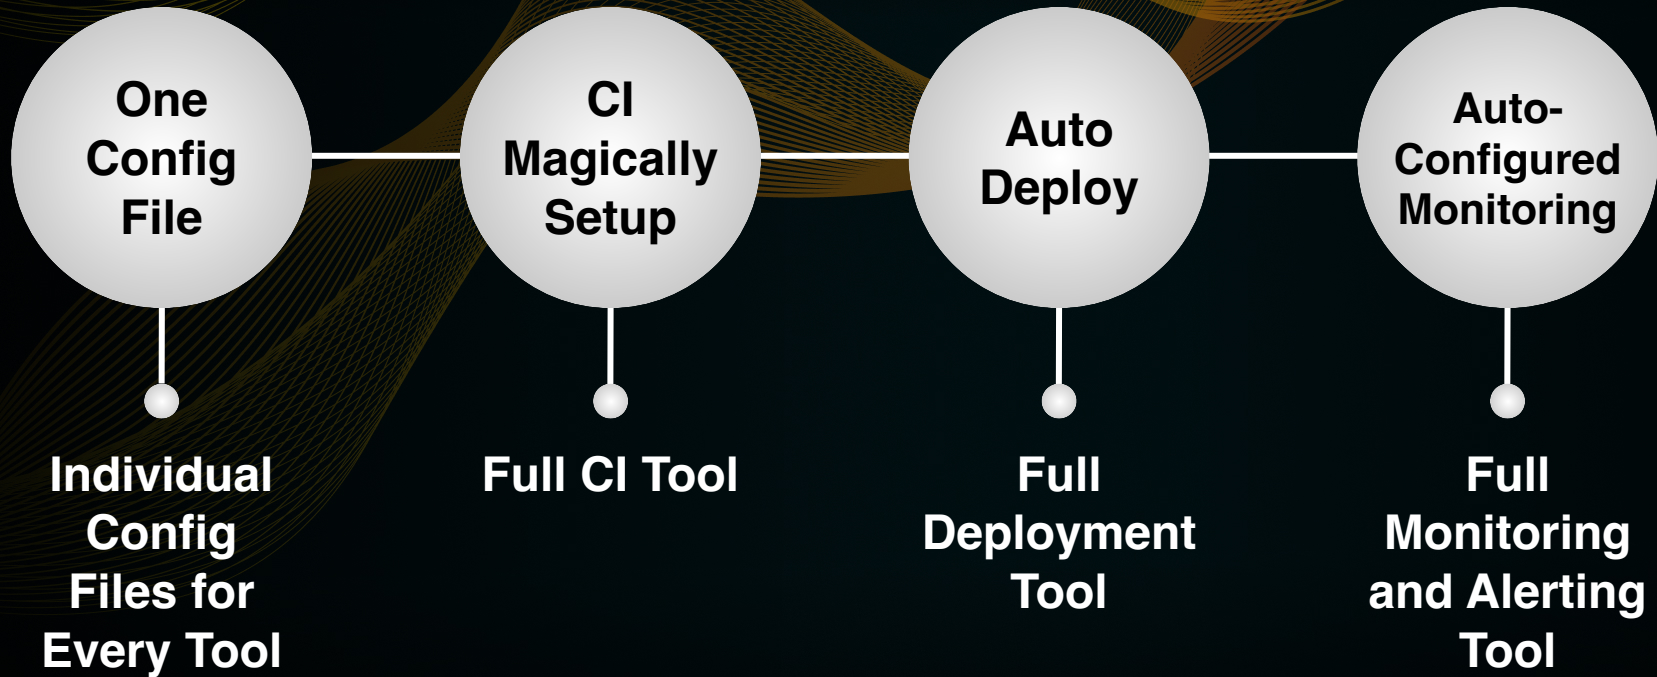 One
Config
File
CI
Magically
Setup
Auto
Deploy
Auto-
Configured
Monitoring
Individual
Config
Files for
Every Tool
Full CI Tool
Full
Deployment
Tool
Full
Monitoring
and Alerting
Tool